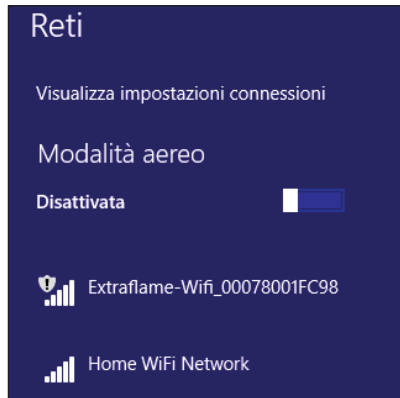 Reti
Visualizza impostazioni connessioni
Modalità aereo
Disattivata
Extraflame-Wifi_00078001FC98
Home WiFi Network